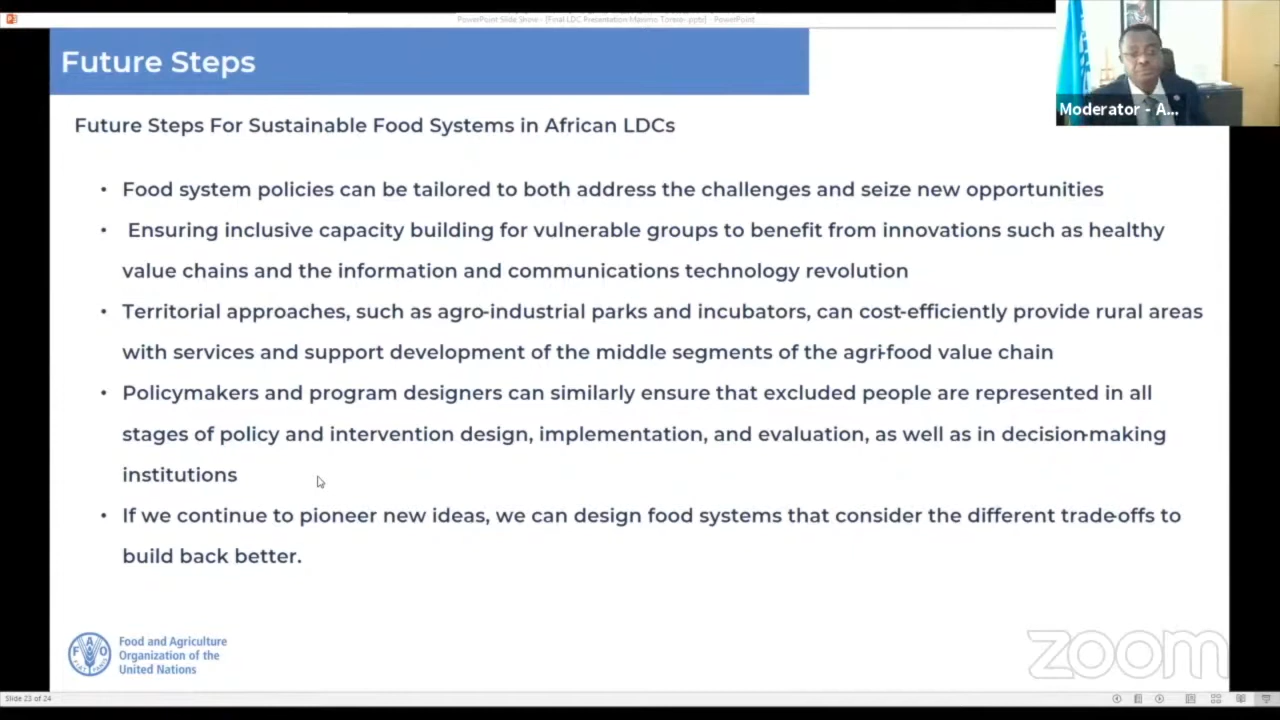 PowerPoint Slide Show - [Final LDC Presentation Maximo Torero.pptx] - PowerPoint
Future Steps
Moderator - A...
Future Steps For Sustainable Food Systems in African LDCs
• Food system policies can be tailored to both address the challenges and seize new opportunities
• Ensuring inclusive capacity building for vulnerable groups to benefit from innovations such as healthy
value chains and the information and communications technology revolution
• Territorial approaches, such as agro-industrial parks and incubators, can cost-efficiently provide rural areas
with services and support development of the middle segments of the agri-food value chain
• Policymakers and program designers can similarly ensure that excluded people are represented in all
stages of policy and intervention design, implementation, and evaluation, as well as in decision-making
institutions
• If we continue to pioneer new ideas, we can design food systems that consider the different trade-offs to
build back better.
FAO
FIAT PANIS
Food and Agriculture
Organization of the
United Nations
zoom
Slide 23 of 24